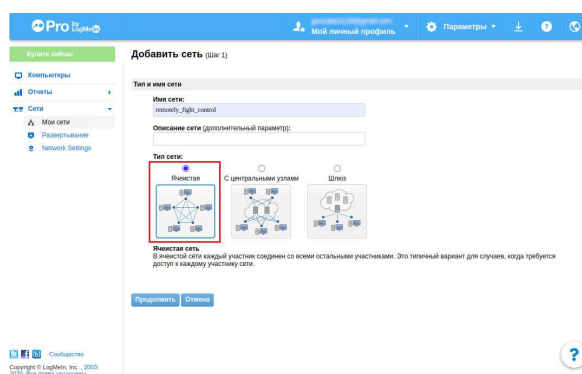 Pro by LogMeIn
Мой личный профиль
Параметры
?
Купите сейчас
Компьютеры
Отчеты
Сети
Мои сети
Развертывание
Network Settings
Добавить сеть (Шаг 1)
Тип и имя сети
Имя сети:
remotely_fight_control
Описание сети (дополнительный параметр):
Тип сети:
Ячеистая С центральными узлами Шлюз
Ячеистая сеть
В ячеистой сети каждый участник соединен со всеми остальными участниками. Это типичный вариант для случаев, когда требуется
доступ к каждому участнику сети.
Продолжить Отмена
Сообщество
?
Copyright © LogMeIn, Inc. , 2003-